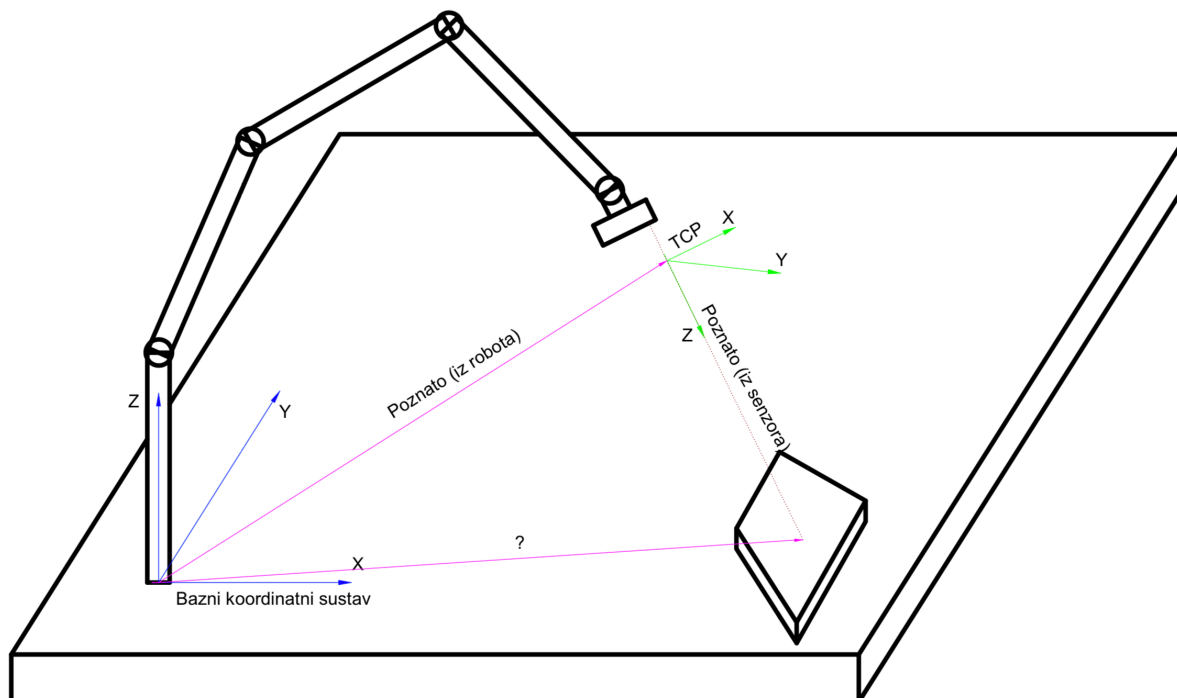 X
TCP
Y
Z
Poznato (iz robota)
Poznato (iz senzora)
Z
Y
?
X
Bazni koordinatni sustav